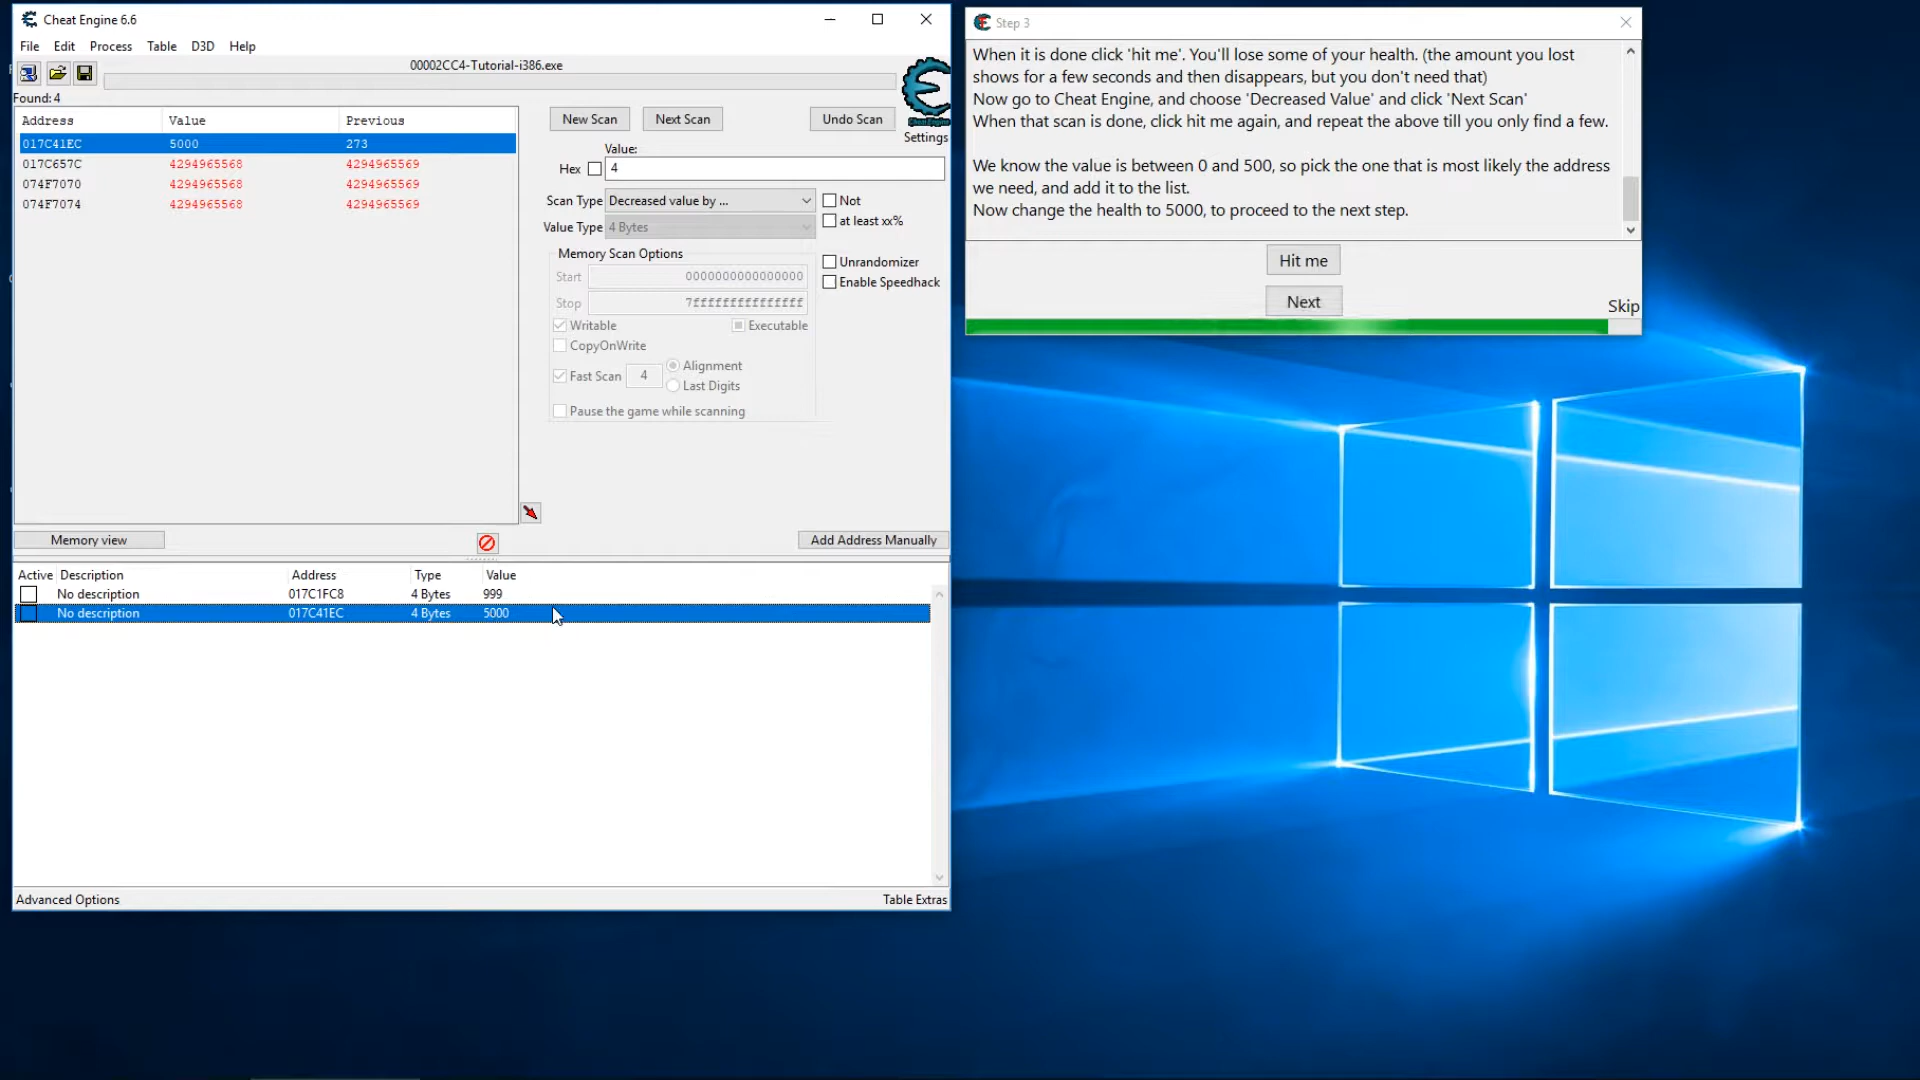 Cheat Engine 6.6
File Edit Process Table D3D Help
00002CC4-Tutorial-i386.exe
Found: 4
Address Value Previous
017C41EC 5000 273
017C657C 4294965568 4294965569
074F7070 4294965568 4294965569
074F7074 4294965568 4294965569
New Scan Next Scan Undo Scan
Settings
Value:
Hex 4
Scan Type Decreased value by ... Not
Value Type 4 Bytes at least xx%
Memory Scan Options
Start 0000000000000000
Stop 7fffffffffffffff
Unrandomizer
Enable Speedhack
Writable Executable
CopyOnWrite
Fast Scan 4 Alignment
Last Digits
Pause the game while scanning
Memory view Add Address Manually
Active Description Address Type Value
No description 017C1FC8 4 Bytes 999
No description 017C41EC 4 Bytes 5000
Advanced Options Table Extras
Step 3
When it is done click 'hit me'. You'll lose some of your health. (the amount you lost
shows for a few seconds and then disappears, but you don't need that)
Now go to Cheat Engine, and choose 'Decreased Value' and click 'Next Scan'
When that scan is done, click hit me again, and repeat the above till you only find a few.
We know the value is between 0 and 500, so pick the one that is most likely the address
we need, and add it to the list.
Now change the health to 5000, to proceed to the next step.
Hit me
Next
Skip